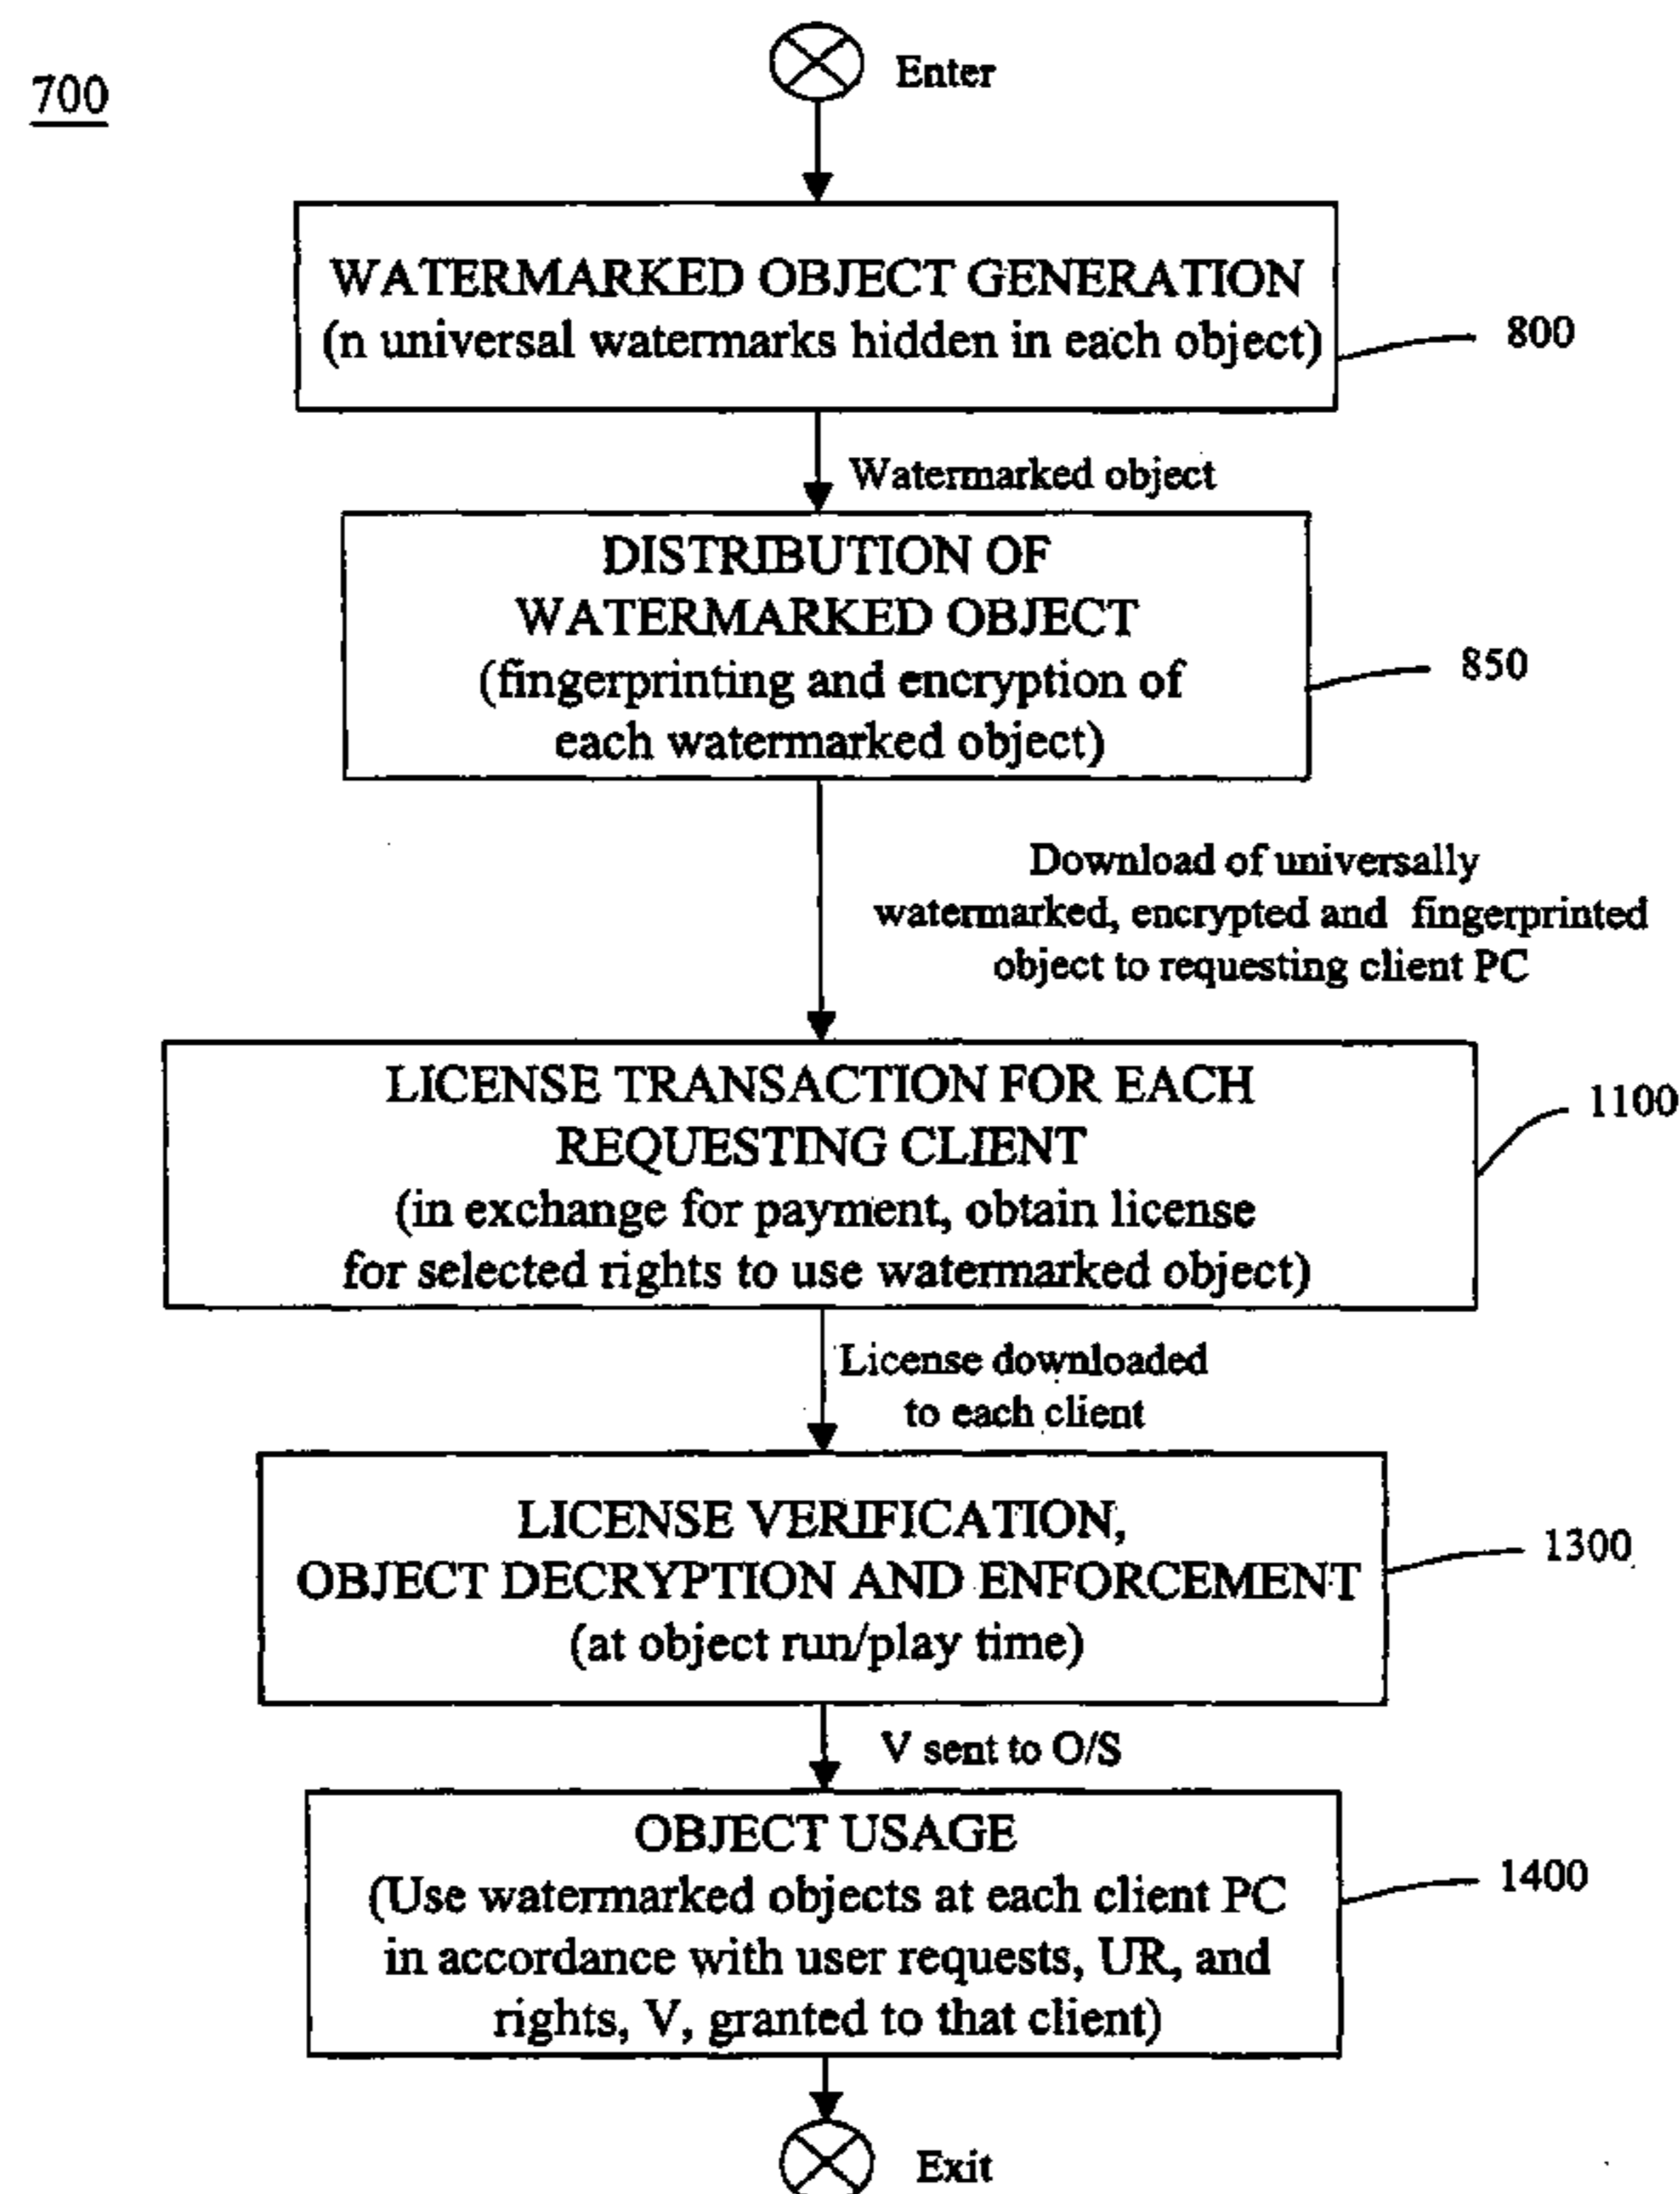 700
Enter
WATERMARKED OBJECT GENERATION
(n universal watermarks hidden in each object)
800
Watermarked object
DISTRIBUTION OF
WATERMARKED OBJECT
(fingerprinting and encryption of
each watermarked object)
850
Download of universally
watermarked, encrypted and fingerprinted
object to requesting client PC
LICENSE TRANSACTION FOR EACH
REQUESTING CLIENT
(in exchange for payment, obtain license
for selected rights to use watermarked object)
1100
License downloaded
to each client
LICENSE VERIFICATION,
OBJECT DECRYPTION AND ENFORCEMENT
(at object run/play time)
1300
V sent to O/S
OBJECT USAGE
(Use watermarked objects at each client PC
in accordance with user requests, UR, and
rights, V, granted to that client)
1400
Exit